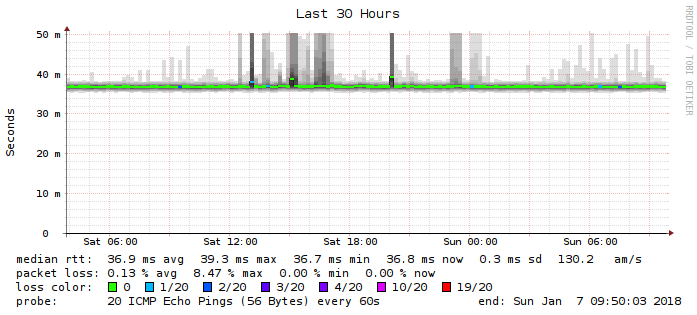 Last 30 Hours
RRDTOOL / TOBI OETIKER
Seconds
50 m
40 m
30 m
20 m
10 m
0
Sat 06:00 Sat 12:00 Sat 18:00 Sun 00:00 Sun 06:00
median rtt: 36.9 ms avg 39.3 ms max 36.7 ms min 36.8 ms now 0.3 ms sd 130.2 am/s
packet loss: 0.13 % avg 8.47 % max 0.00 % min 0.00 % now
loss color: 0 1/20 2/20 3/20 4/20 10/20 19/20
probe: 20 ICMP Echo Pings (56 Bytes) every 60s end: Sun Jan 7 09:50:03 2018